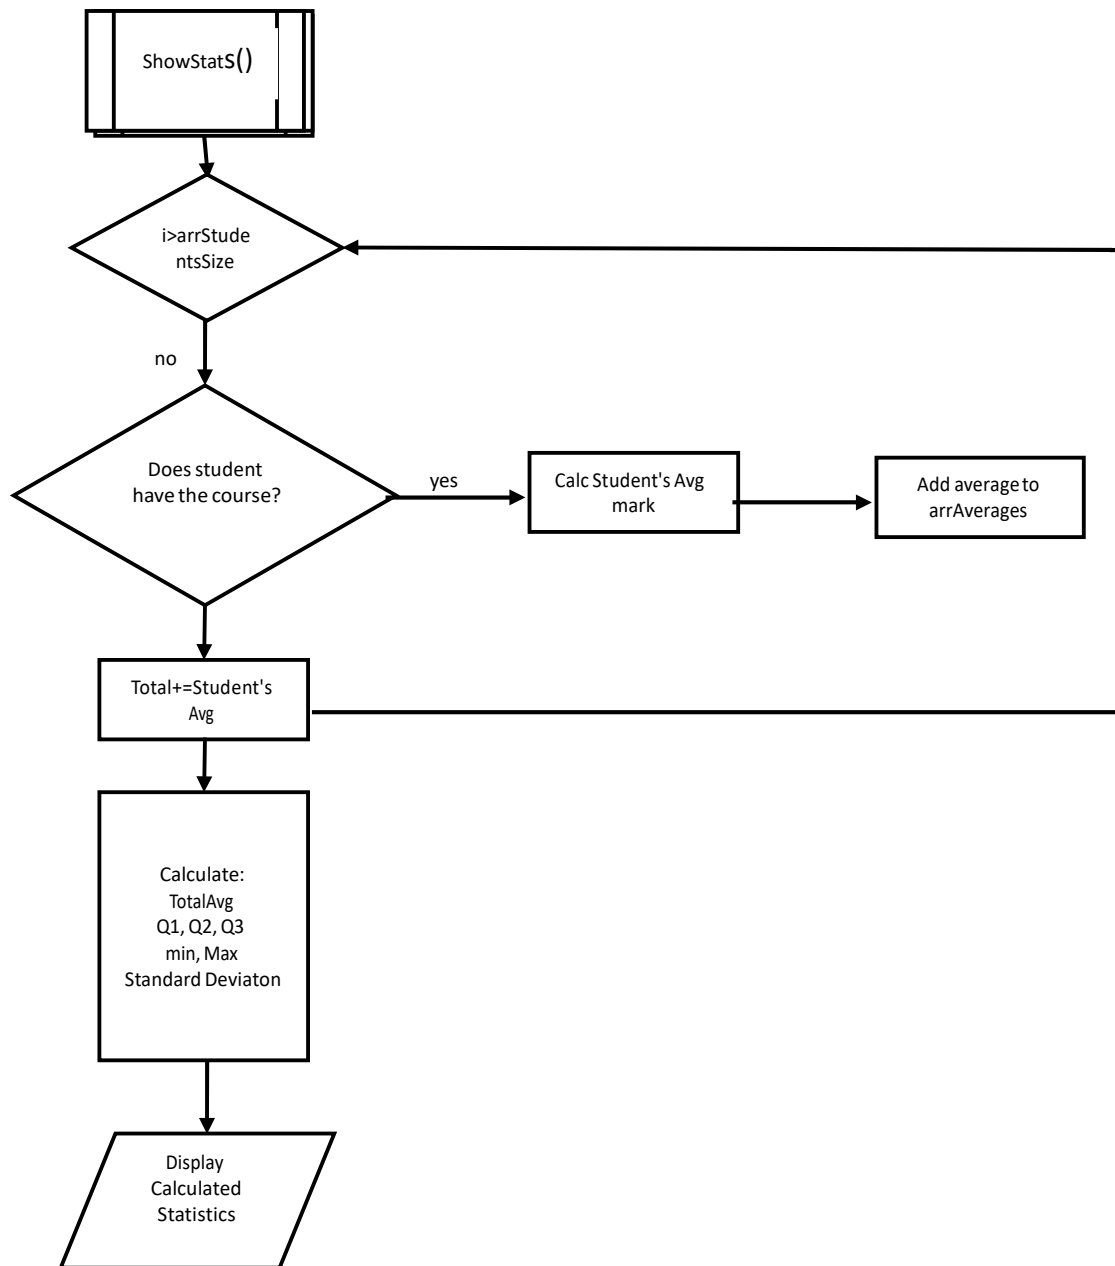 ShowStatS()
i>arrStude
ntsSize
no
Does student
have the course?
yes
Calc Student's Avg
mark
Add average to
arrAverages
Total+=Student's
Avg
Calculate:
TotalAvg
Q1, Q2, Q3
min, Max
Standard Deviaton
Display
Calculated
Statistics